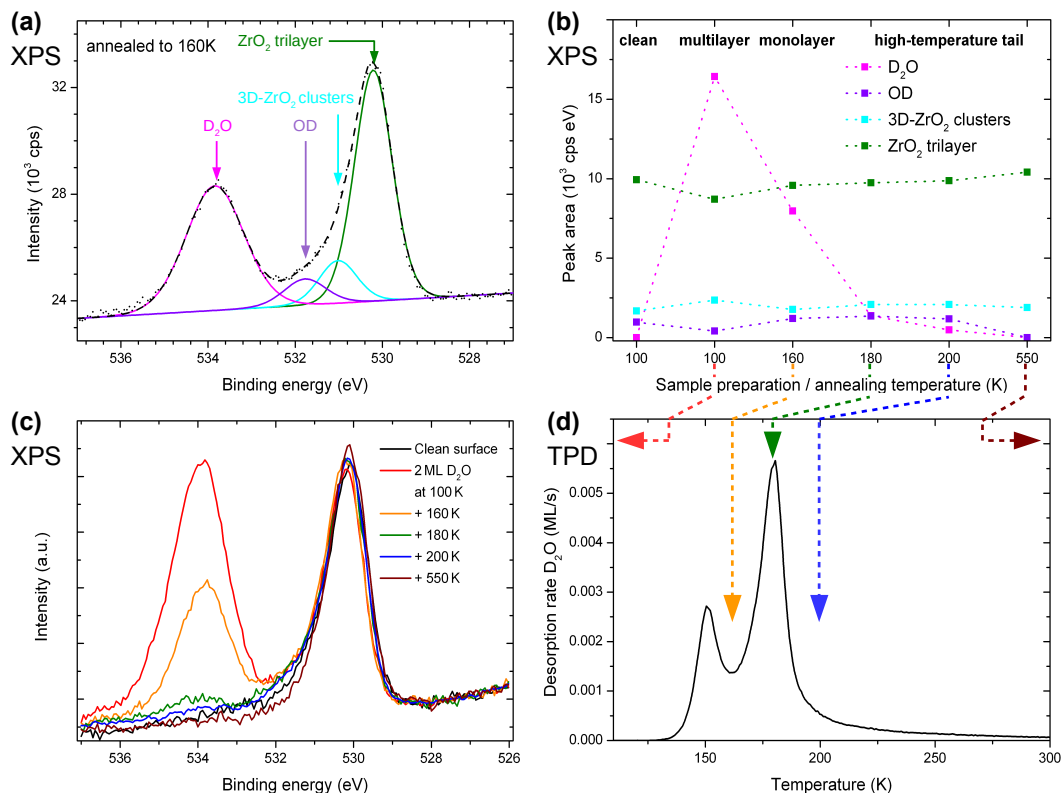 (a)
XPS
annealed to 160K
ZrO₂ trilayer
3D-ZrO₂ clusters
D₂O
OD
Intensity (10³ cps)
32
28
24
536
534
532
530
528
Binding energy (eV)
(b)
XPS
clean
multilayer
monolayer
high-temperature tail
D₂O
OD
3D-ZrO₂ clusters
ZrO₂ trilayer
Peak area (10³ cps eV)
15
10
5
0
100
100
160
180
200
550
Sample preparation / annealing temperature (K)
(c)
XPS
Clean surface
2 ML D₂O
at 100 K
+ 160 K
+ 180 K
+ 200 K
+ 550 K
Intensity (a.u.)
536
534
532
530
528
526
Binding energy (eV)
(d)
TPD
Desorption rate D₂O (ML/s)
0.005
0.004
0.003
0.002
0.001
0.000
150
200
250
300
Temperature (K)